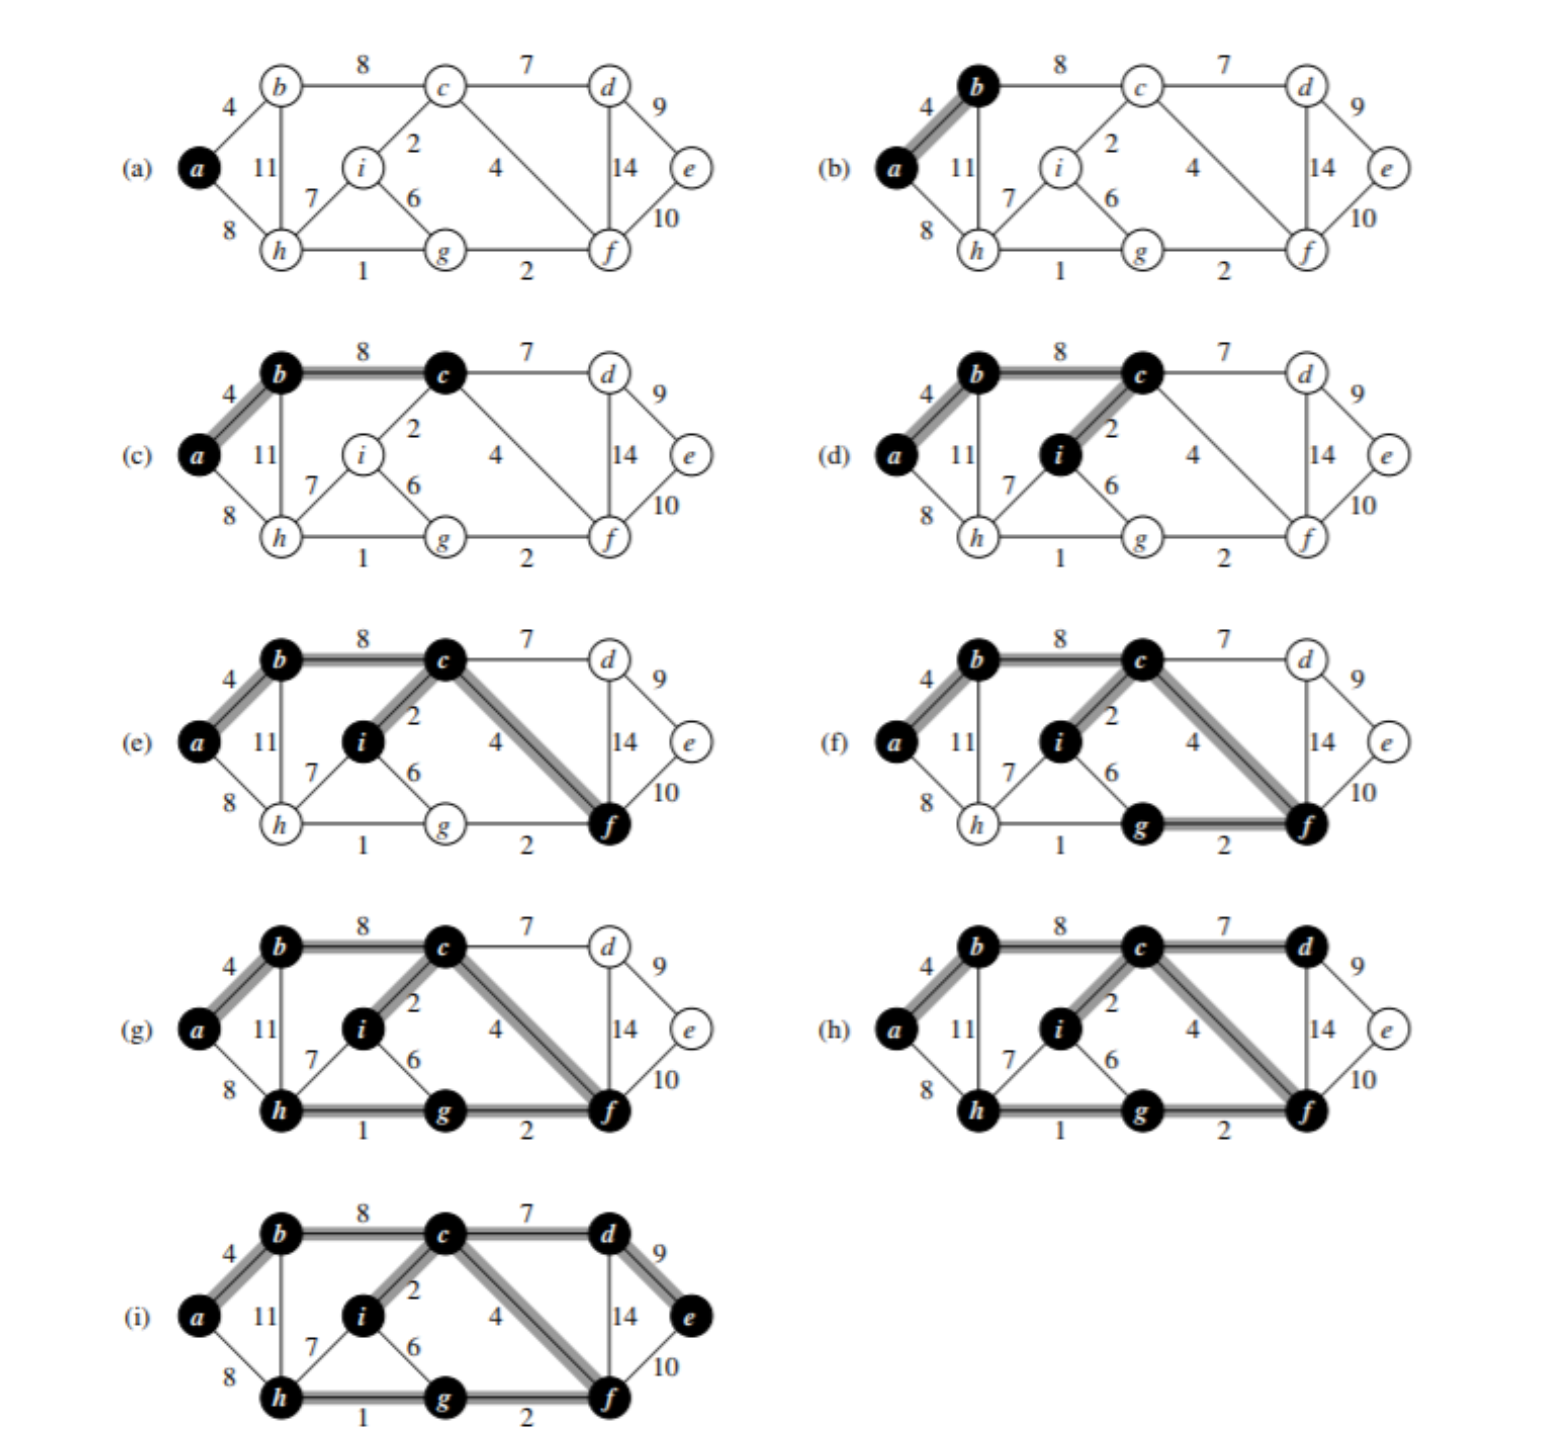 8 7 8 7
b c d b c d
4 9 4 9
2 2
(a) a 11 i 4 14 e (b) a 11 i 4 14 e
7 6 7 6
8 10 8 10
h g f h g f
1 2 1 2
8 7 8 7
b c d b c d
4 9 4 9
2 2
(c) a 11 i 4 14 e (d) a 11 i 4 14 e
7 6 7 6
8 10 8 10
h g f h g f
1 2 1 2
8 7 8 7
b c d b c d
4 9 4 9
2 2
(e) a 11 i 4 14 e (f) a 11 i 4 14 e
7 6 7 6
8 10 8 10
h g f h g f
1 2 1 2
8 7 8 7
b c d b c d
4 9 4 9
2 2
(g) a 11 i 4 14 e (h) a 11 i 4 14 e
7 6 7 6
8 10 8 10
h g f h g f
1 2 1 2
8 7
b c d
4 9
2
(i) a 11 i 4 14 e
7 6
8 10
h g f
1 2